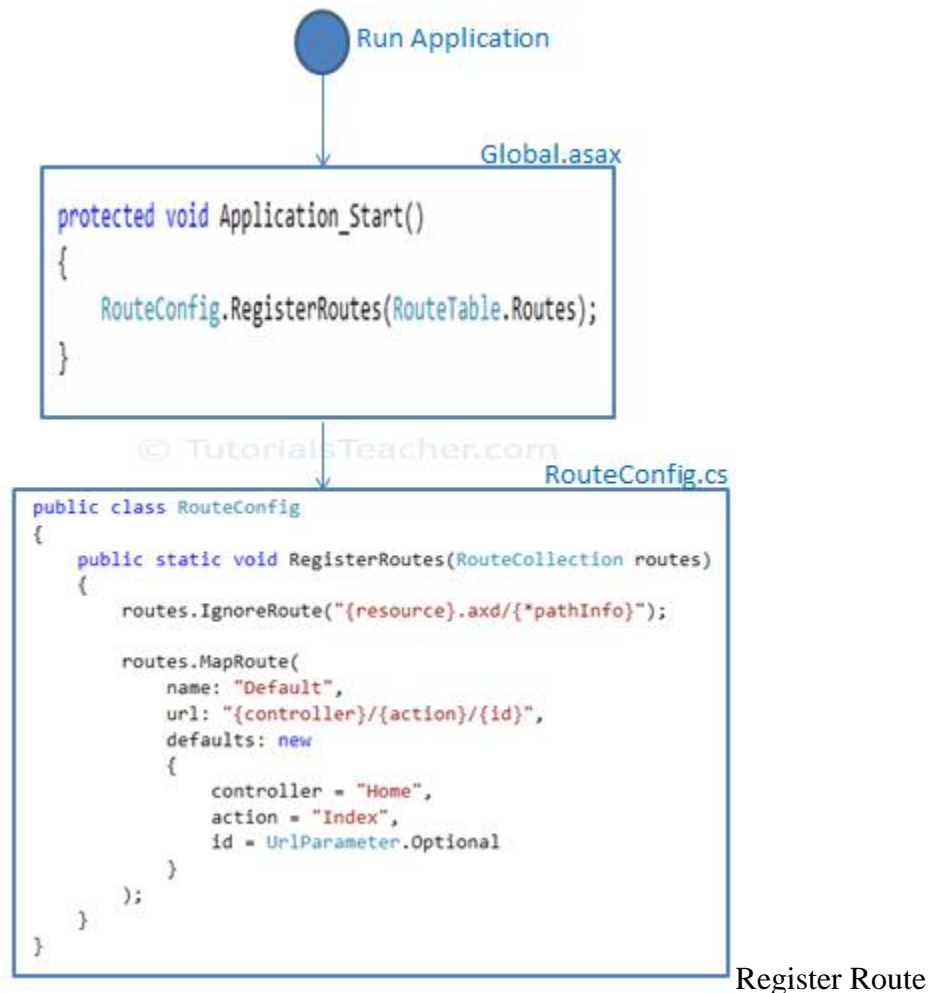 Run Application
Global.asax
protected void Application_Start()
{
RouteConfig.RegisterRoutes(RouteTable.Routes);
}
© TutorialsTeacher.com
RouteConfig.cs
public class RouteConfig
{
public static void RegisterRoutes(RouteCollection routes)
{
routes.IgnoreRoute("{resource}.axd/{*pathInfo}");
routes.MapRoute(
name: "Default",
url: "{controller}/{action}/{id}",
defaults: new
{
controller = "Home",
action = "Index",
id = UrlParameter.Optional
}
);
}
}
Register Route